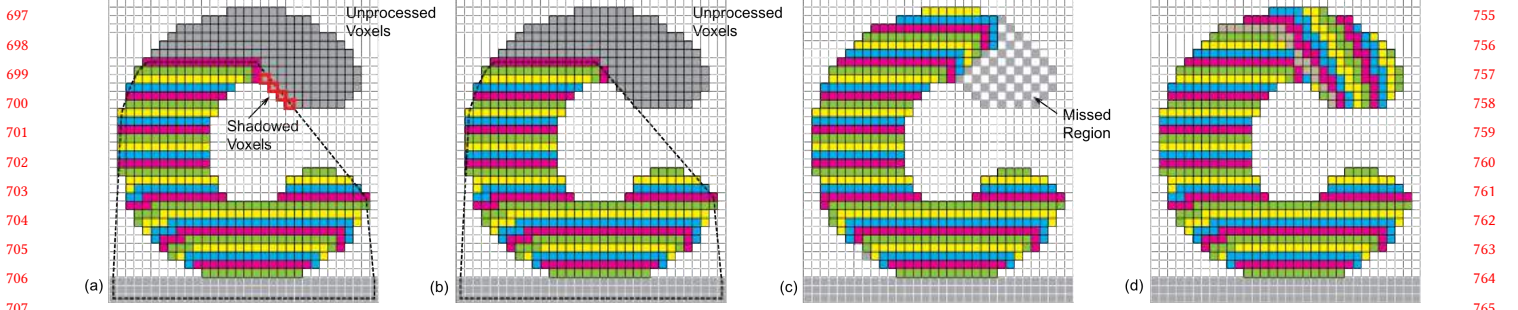 697
698
699
700
701
702
703
704
705
706
707
Unprocessed
Voxels
Shadowed
Voxels
(a)
Unprocessed
Voxels
(b)
Missed
Region
(c)
(d)
755
756
757
758
759
760
761
762
763
764
765